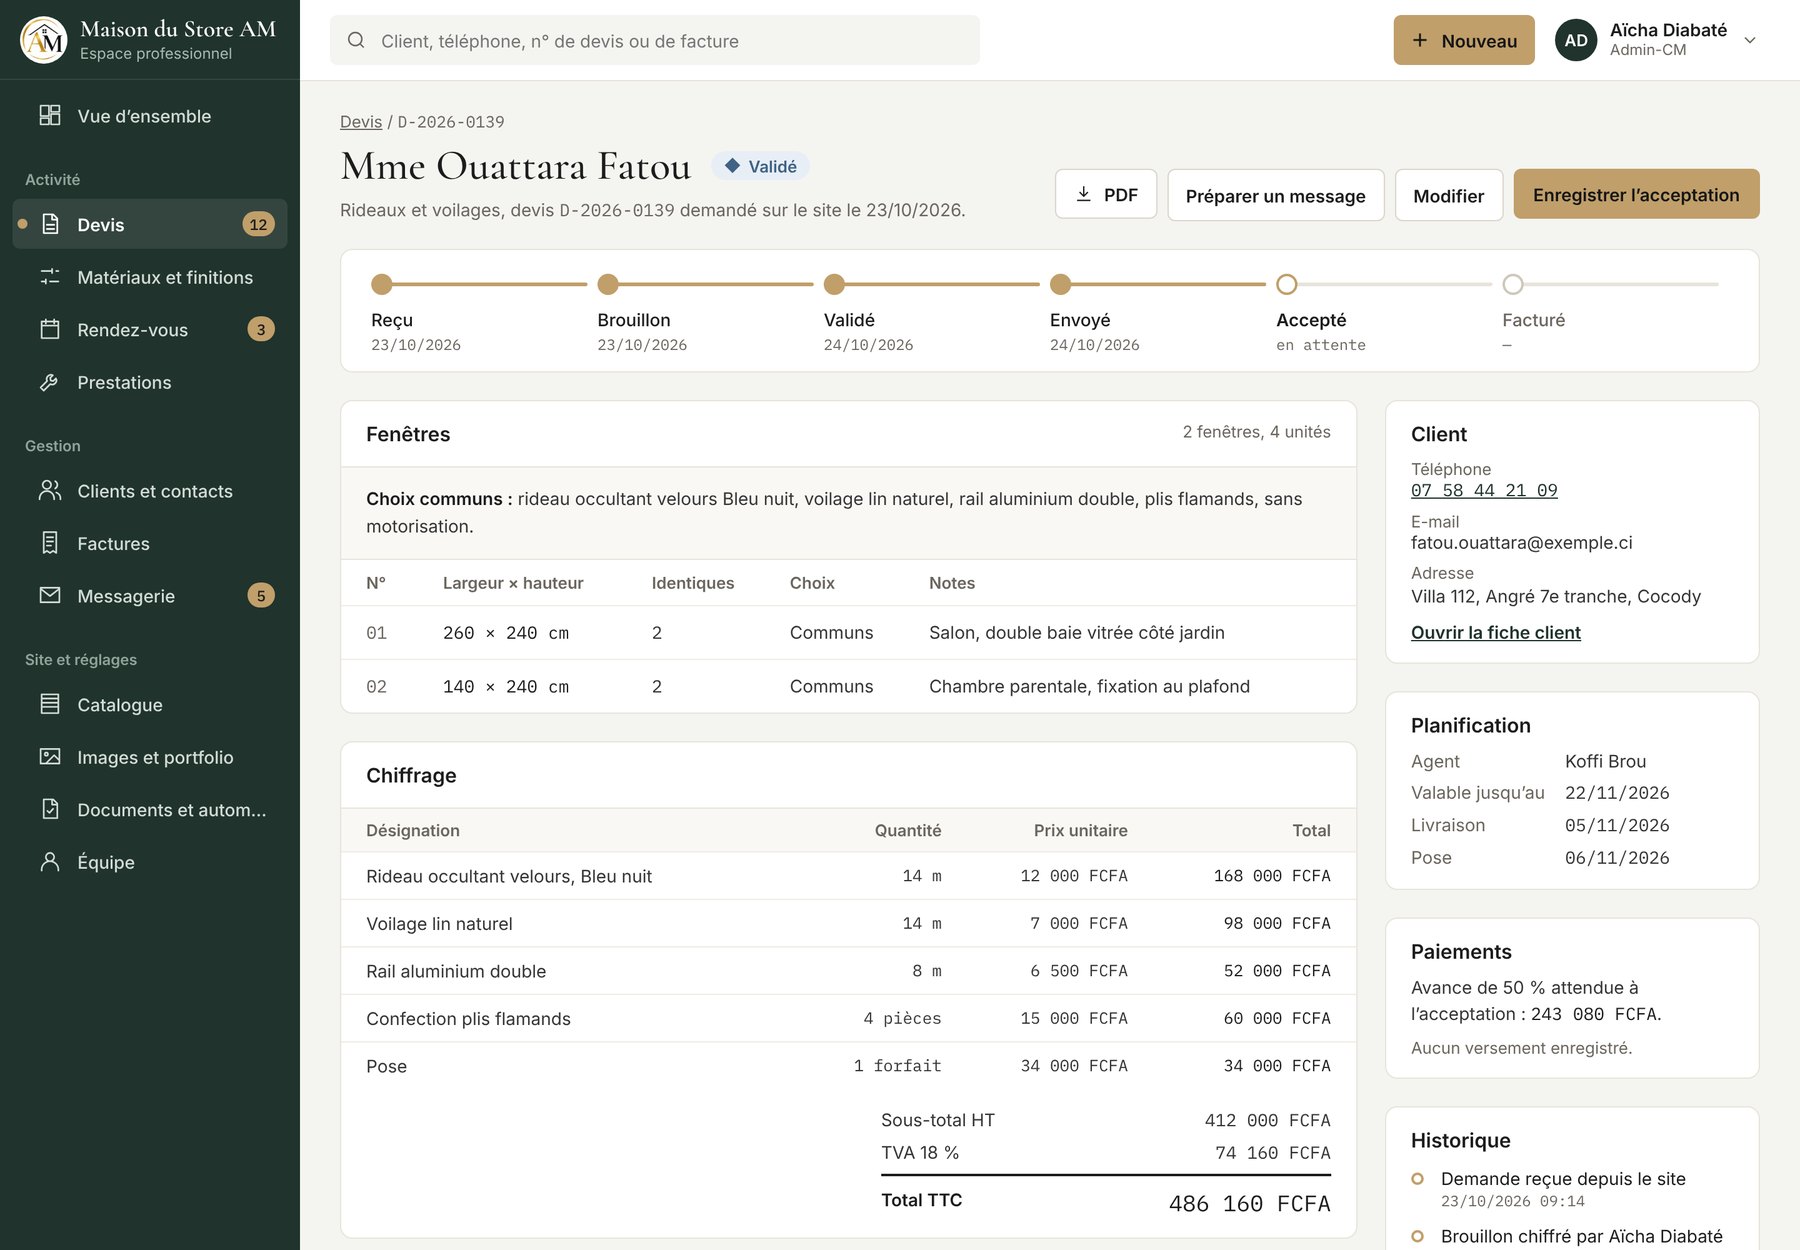 Maison du Store AM
Espace professionnel
Vue d’ensemble
Activité
Devis 12
Matériaux et finitions
Rendez-vous 3
Prestations
Gestion
Clients et contacts
Factures
Messagerie 5
Site et réglages
Catalogue
Images et portfolio
Documents et autom...
Équipe
Client, téléphone, n° de devis ou de facture
+ Nouveau
AD
Aïcha Diabaté
Admin-CM
Devis / D-2026-0139
Mme Ouattara Fatou
Validé
Rideaux et voilages, devis D-2026-0139 demandé sur le site le 23/10/2026.
PDF
Préparer un message
Modifier
Enregistrer l’acceptation
Reçu
23/10/2026
Brouillon
23/10/2026
Validé
24/10/2026
Envoyé
24/10/2026
Accepté
en attente
Facturé
—
Fenêtres
2 fenêtres, 4 unités
Choix communs : rideau occultant velours Bleu nuit, voilage lin naturel, rail aluminium double, plis flamands, sans
motorisation.
N° Largeur × hauteur Identiques Choix Notes
01 260 × 240 cm 2 Communs Salon, double baie vitrée côté jardin
02 140 × 240 cm 2 Communs Chambre parentale, fixation au plafond
Chiffrage
Désignation Quantité Prix unitaire Total
Rideau occultant velours, Bleu nuit 14 m 12 000 FCFA 168 000 FCFA
Voilage lin naturel 14 m 7 000 FCFA 98 000 FCFA
Rail aluminium double 8 m 6 500 FCFA 52 000 FCFA
Confection plis flamands 4 pièces 15 000 FCFA 60 000 FCFA
Pose 1 forfait 34 000 FCFA 34 000 FCFA
Sous-total HT 412 000 FCFA
TVA 18 % 74 160 FCFA
Total TTC 486 160 FCFA
Client
Téléphone
07 58 44 21 09
E-mail
fatou.ouattara@exemple.ci
Adresse
Villa 112, Angré 7e tranche, Cocody
Ouvrir la fiche client
Planification
Agent Koffi Brou
Valable jusqu’au 22/11/2026
Livraison 05/11/2026
Pose 06/11/2026
Paiements
Avance de 50 % attendue à
l’acceptation : 243 080 FCFA.
Aucun versement enregistré.
Historique
Demande reçue depuis le site
23/10/2026 09:14
Brouillon chiffré par Aïcha Diabaté